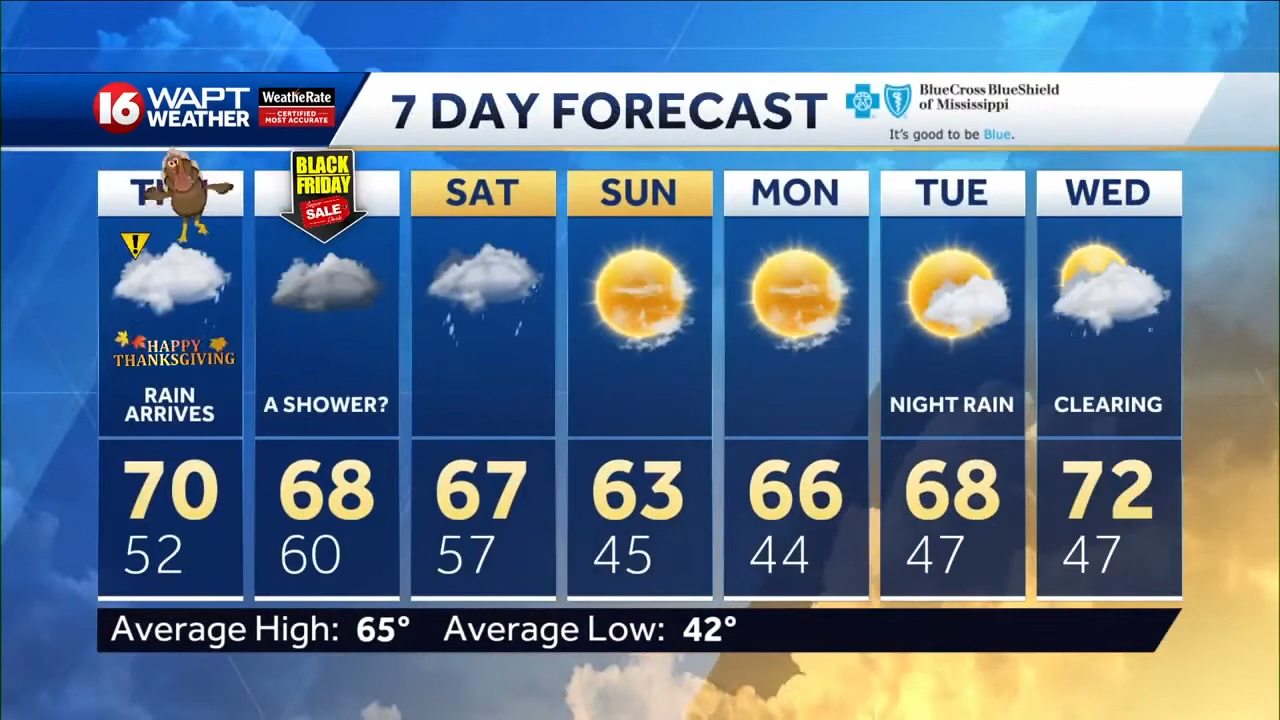 16 WAPT WEATHER
WeatheRate
CERTIFIED
MOST ACCURATE
7 DAY FORECAST
BlueCross BlueShield
of Mississippi
It's good to be Blue.
BLACK
FRIDAY
Super
SALE
SAT
SUN
MON
TUE
WED
HAPPY
THANKSGIVING
RAIN
ARRIVES
A SHOWER?
NIGHT RAIN
CLEARING
70 68 67 63 66 68 72
52 60 57 45 44 47 47
Average High: 65° Average Low: 42°